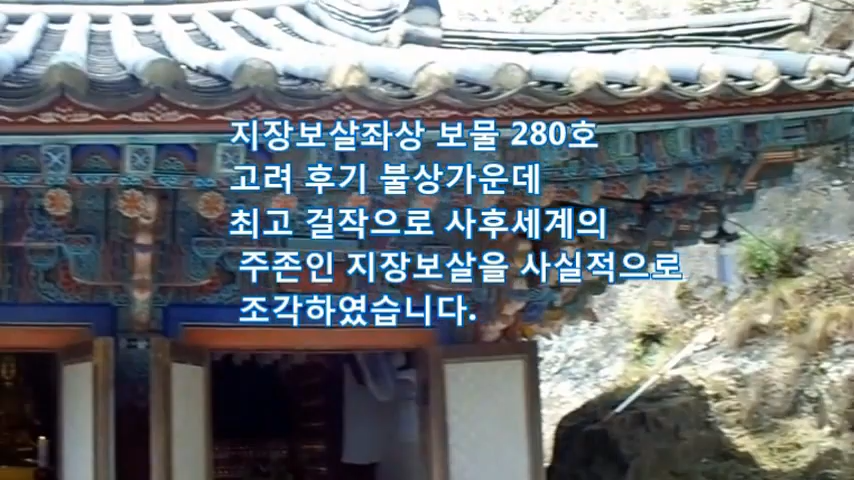 지장보살좌상 보물 280호
고려 후기 불상가운데
최고 걸작으로 사후세계의
주존인 지장보살을 사실적으로
조각하였습니다.